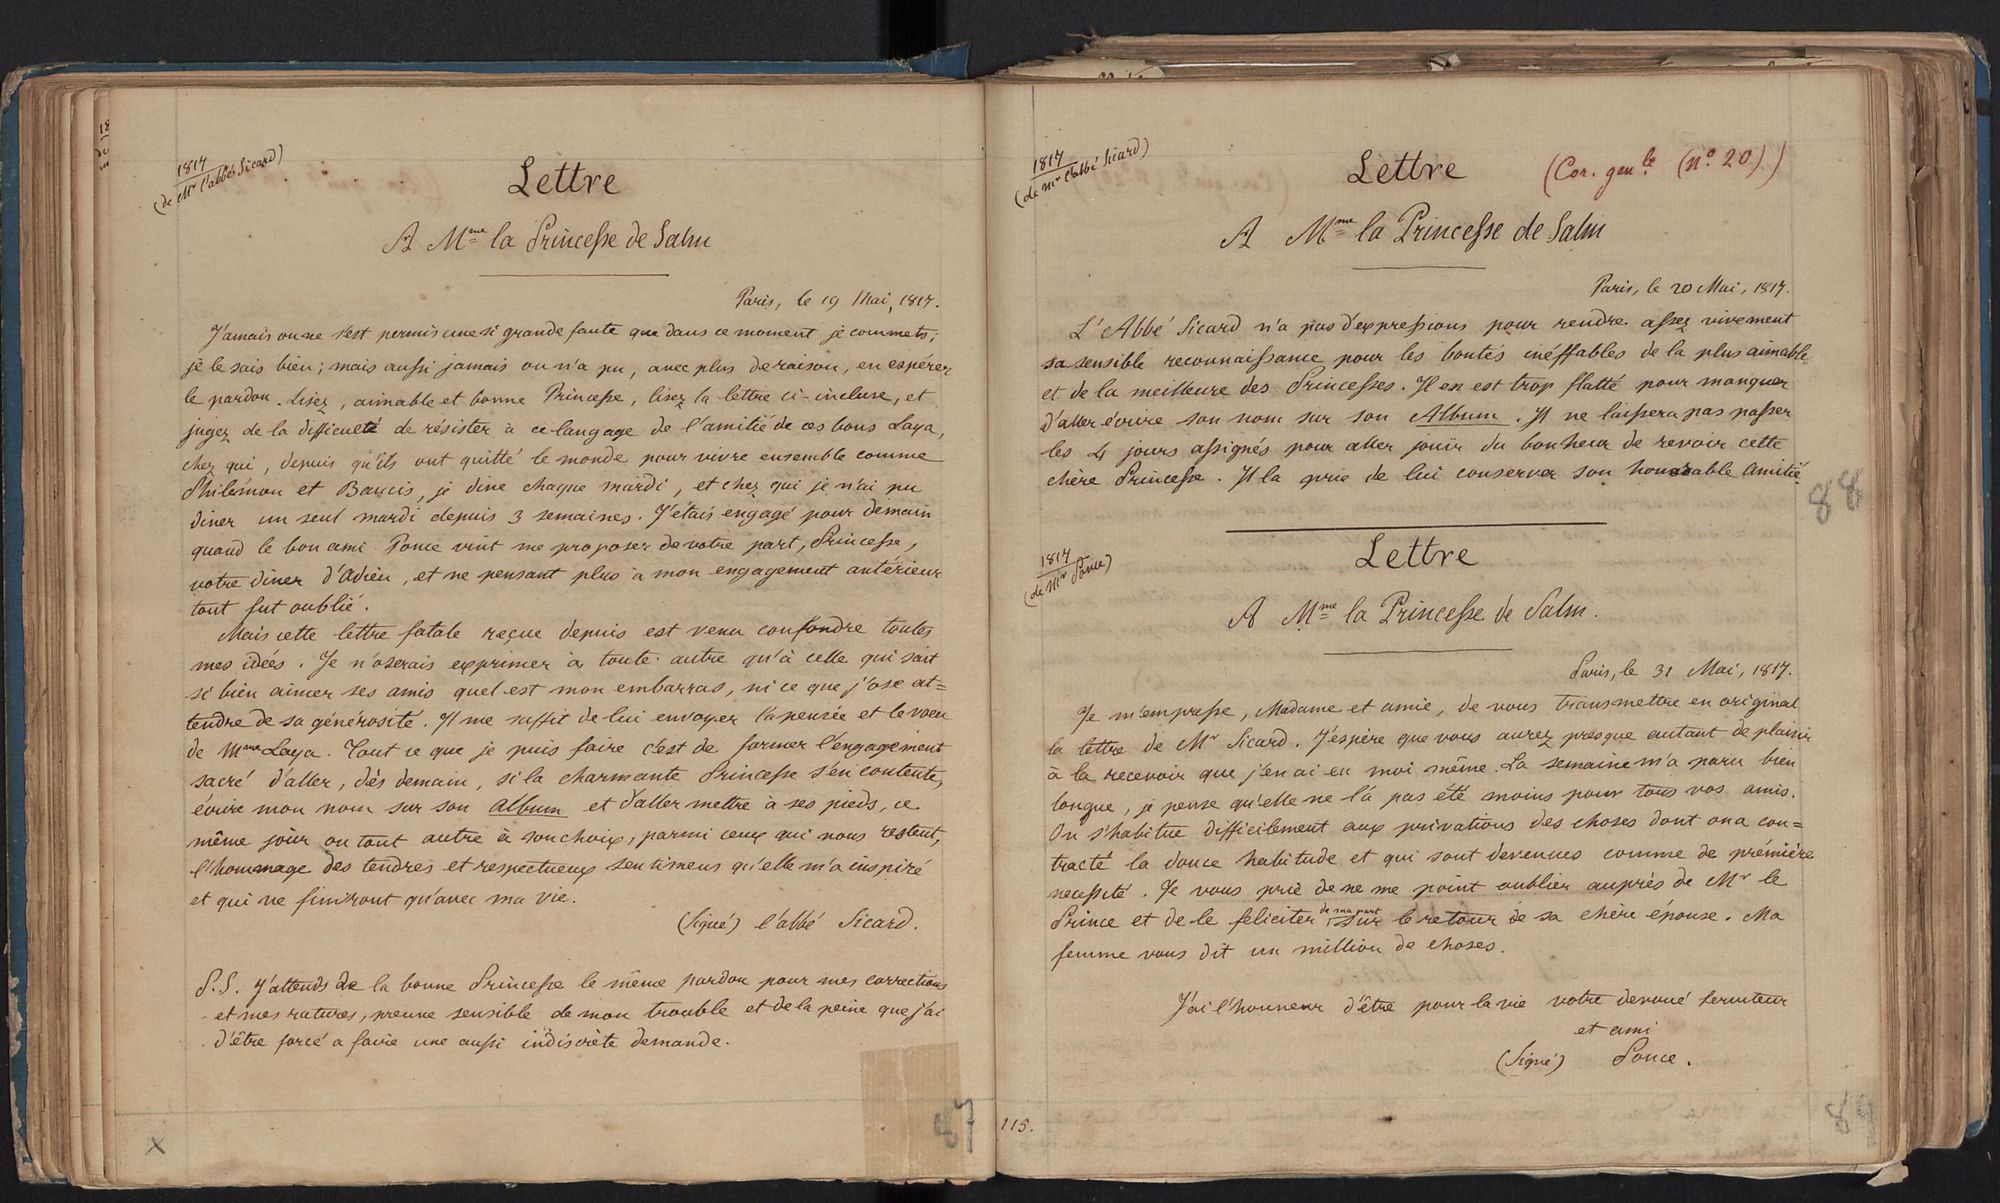 1817
(de Mr l'abbé Sicard)
Lettre
A Mme la Princesse de Salm
Paris, le 19 Mai, 1817.
Jamais on ne s'est permis une si grande faute que dans ce moment je commets;
je le sais bien; mais aussi jamais on n'a pu, avec plus de raison, en espérer
le pardon. Lisez, aimable et bonne Princesse, lisez la lettre ci-incluse, et
jugez de la difficulté de résister à ce langage de l'amitié de ces bons Laya,
chez qui, depuis qu'ils ont quitté le monde pour vivre ensemble comme
Philémon et Baucis, je dine chaque mardi, et chez qui je n'ai pu
diner un seul mardi depuis 3 semaines. J'étais engagé pour demain
quand le bon ami Ponce vint me proposer de votre part, Princesse,
votre diner d'Adieu, et ne pensant plus à mon engagement antérieur
tout fut oublié.
Mais cette lettre fatale reçue depuis est venu confondre toutes
mes idées. Je n'oserais exprimer à toute autre qu'à celle qui sait
si bien aimer ses amis quel est mon embarras, ni ce que j'ose at=
tendre de sa générosité. Il me suffit de lui envoyer la pensée et le voeu
de Mme Laya. Tout ce que je puis faire c'est de former l'engagement
sacré d'aller, dès demain, si la charmante Princesse s'en contente,
écrire mon nom sur son Album et d'aller mettre à ses pieds, ce
même jour ou tout autre à son choix, parmi ceux qui nous restent,
l'hommage des tendres et respectueux sentimens qu'elle m'a inspiré
et qui ne finiront qu'avec ma vie.
(Signé) l'abbé Sicard.
P.S. J'attends de la bonne Princesse le même pardon pour mes corrections
et mes ratures, preuve sensible de mon trouble et de la peine que j'ai
d'être forcé a faire une aussi indiscrète demande.
X
87
1817
(de Mr l'abbé Sicard)
Lettre
(Cor. genle (no 20))
A Mme la Princesse de Salm
Paris, le 20 Mai, 1817.
L'Abbé Sicard n'a pas d'expressions pour rendre assez vivement
sa sensible reconnaissance pour les bontés inéffables de la plus aimable
et de la meilleure des Princesses. Il en est trop flatté pour manquer
d'aller écrire son nom sur son Album. Il ne laissera pas passer
les 4 jours assignés pour aller jouir du bonheur de revoir cette
chère Princesse. Il la prie de lui conserver son honorable amitié.
88
1817
(de Mr Ponce)
Lettre
A Mme la Princesse de Salm.
Paris, le 31 Mai, 1817.
Je m'empresse, Madame et amie, de vous transmettre en original
la lettre de Mr Sicard. J'éspère que vous aurez presque autant de plaisir
à la recevoir que j'en ai eu moi même. La semaine m'a paru bien
longue, je pense qu'elle ne l'a pas été moins pour tous vos amis.
On s'habitue difficilement aux privations des choses dont on a con=
tracté la douce habitude et qui sont devenues comme de prémière
necessité. Je vous prie de ne me point oublier auprès de Mr le
Prince et de le feliciter de ma part sur le retour de sa chère épouse. Ma
femme vous dit un million de choses.
J'ai l'honneur d'être pour la vie votre devoué serviteur
et ami
(Signé) Ponce.
115.
89